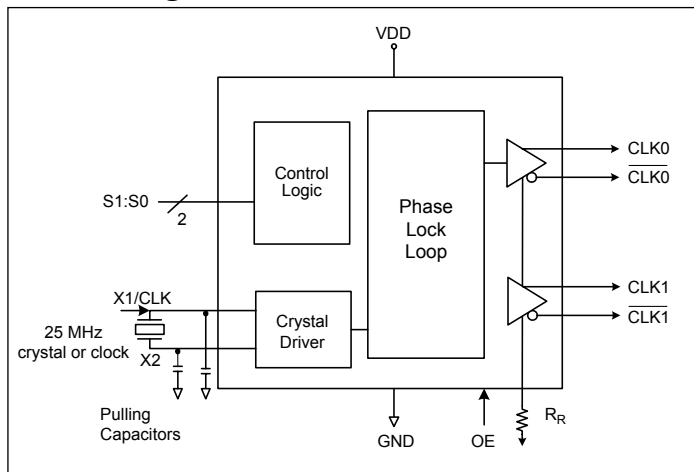 VDD
CLK0
CLK0
Control
Logic
S1:S0
2
Phase
Lock
Loop
X1/CLK
CLK1
CLK1
25 MHz
crystal or clock
X2
Crystal
Driver
Pulling
Capacitors
GND
OE
RR